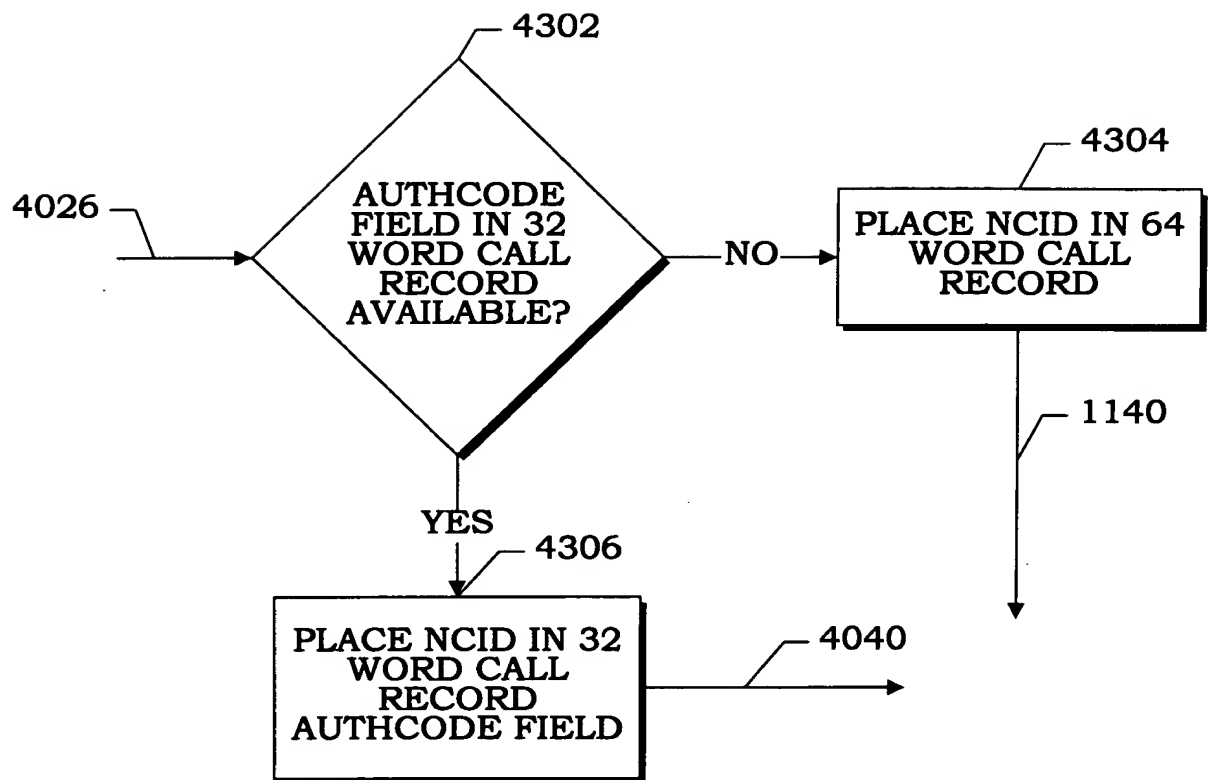 4302
4026
AUTHCODE
FIELD IN 32
WORD CALL
RECORD
AVAILABLE?
NO
4304
PLACE NCID IN 64
WORD CALL
RECORD
1140
YES
4306
PLACE NCID IN 32
WORD CALL
RECORD
AUTHCODE FIELD
4040